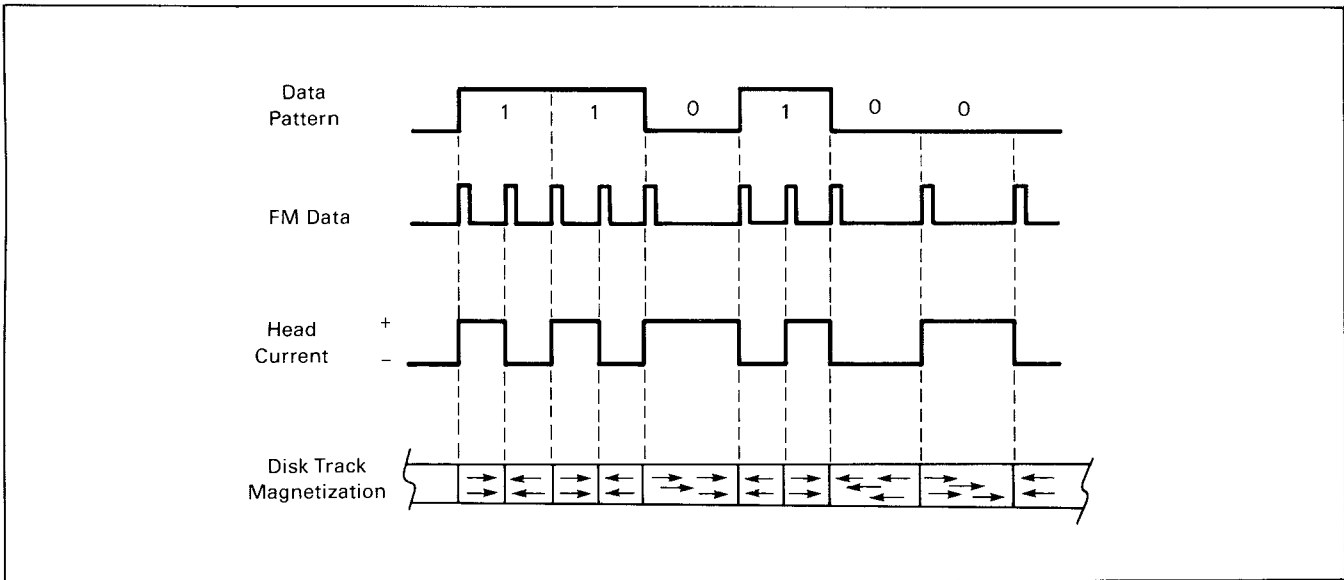 Data
Pattern
1 1 0 1 0 0
FM Data
Head
Current
+
−
Disk Track
Magnetization